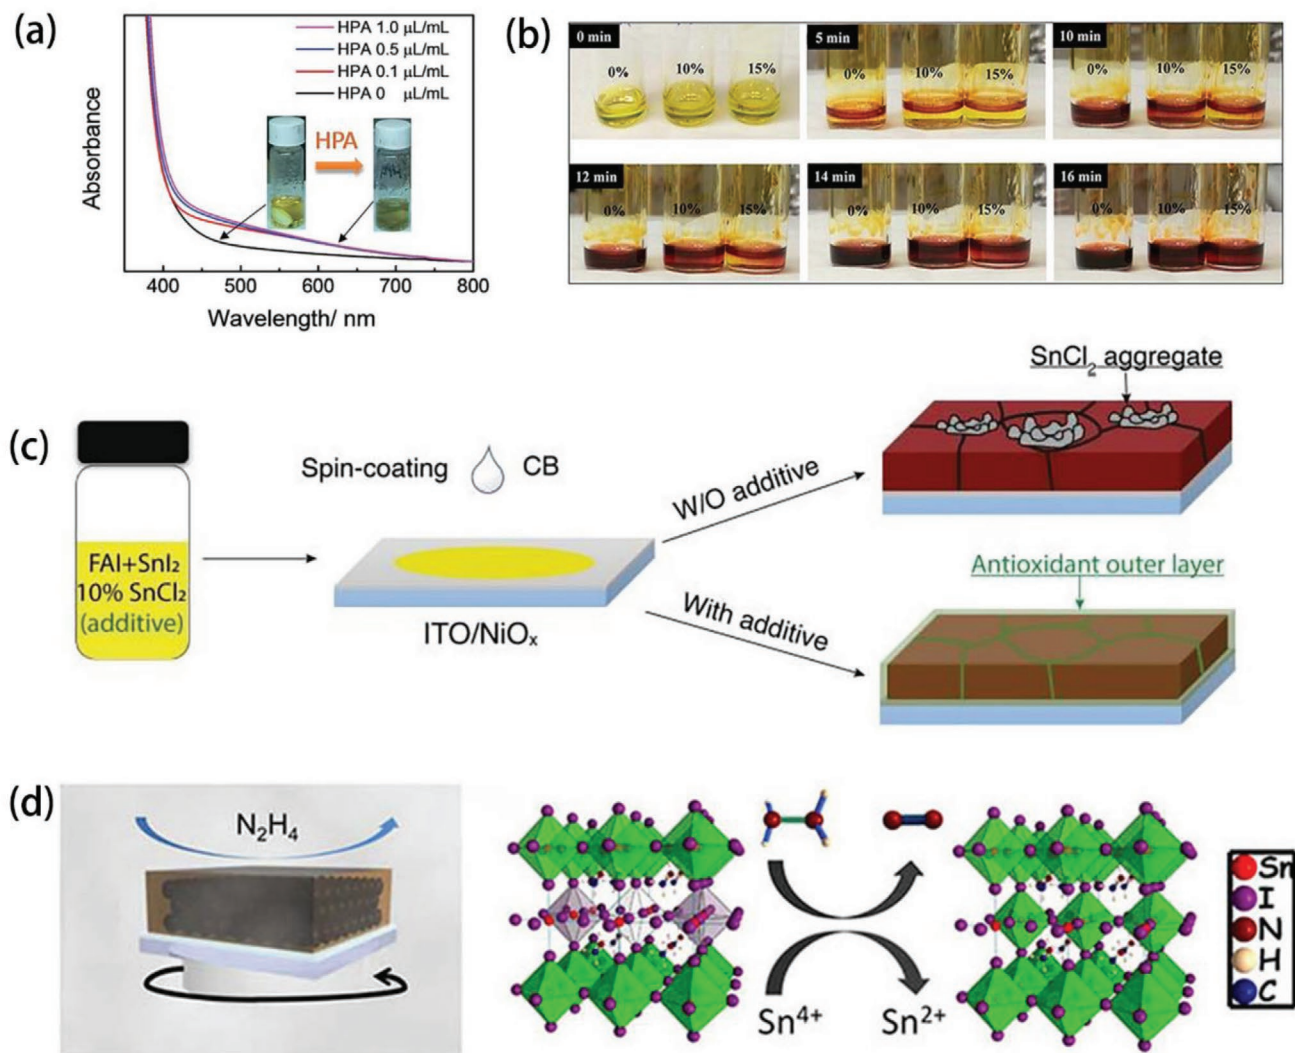 (a)
HPA 1.0 μL/mL
HPA 0.5 μL/mL
HPA 0.1 μL/mL
HPA 0 μL/mL
HPA
Absorbance
400 500 600 700 800
Wavelength/ nm
(b)
0 min
0% 10% 15%
5 min
0% 10% 15%
10 min
0% 10% 15%
12 min
0% 10% 15%
14 min
0% 10% 15%
16 min
0% 10% 15%
(c)
FAI+SnI₂
10% SnCl₂
(additive)
Spin-coating CB
ITO/NiOₓ
W/O additive
With additive
SnCl₂ aggregate
Antioxidant outer layer
(d)
N₂H₄
Sn⁴⁺ Sn²⁺
Sn
I
N
H
C